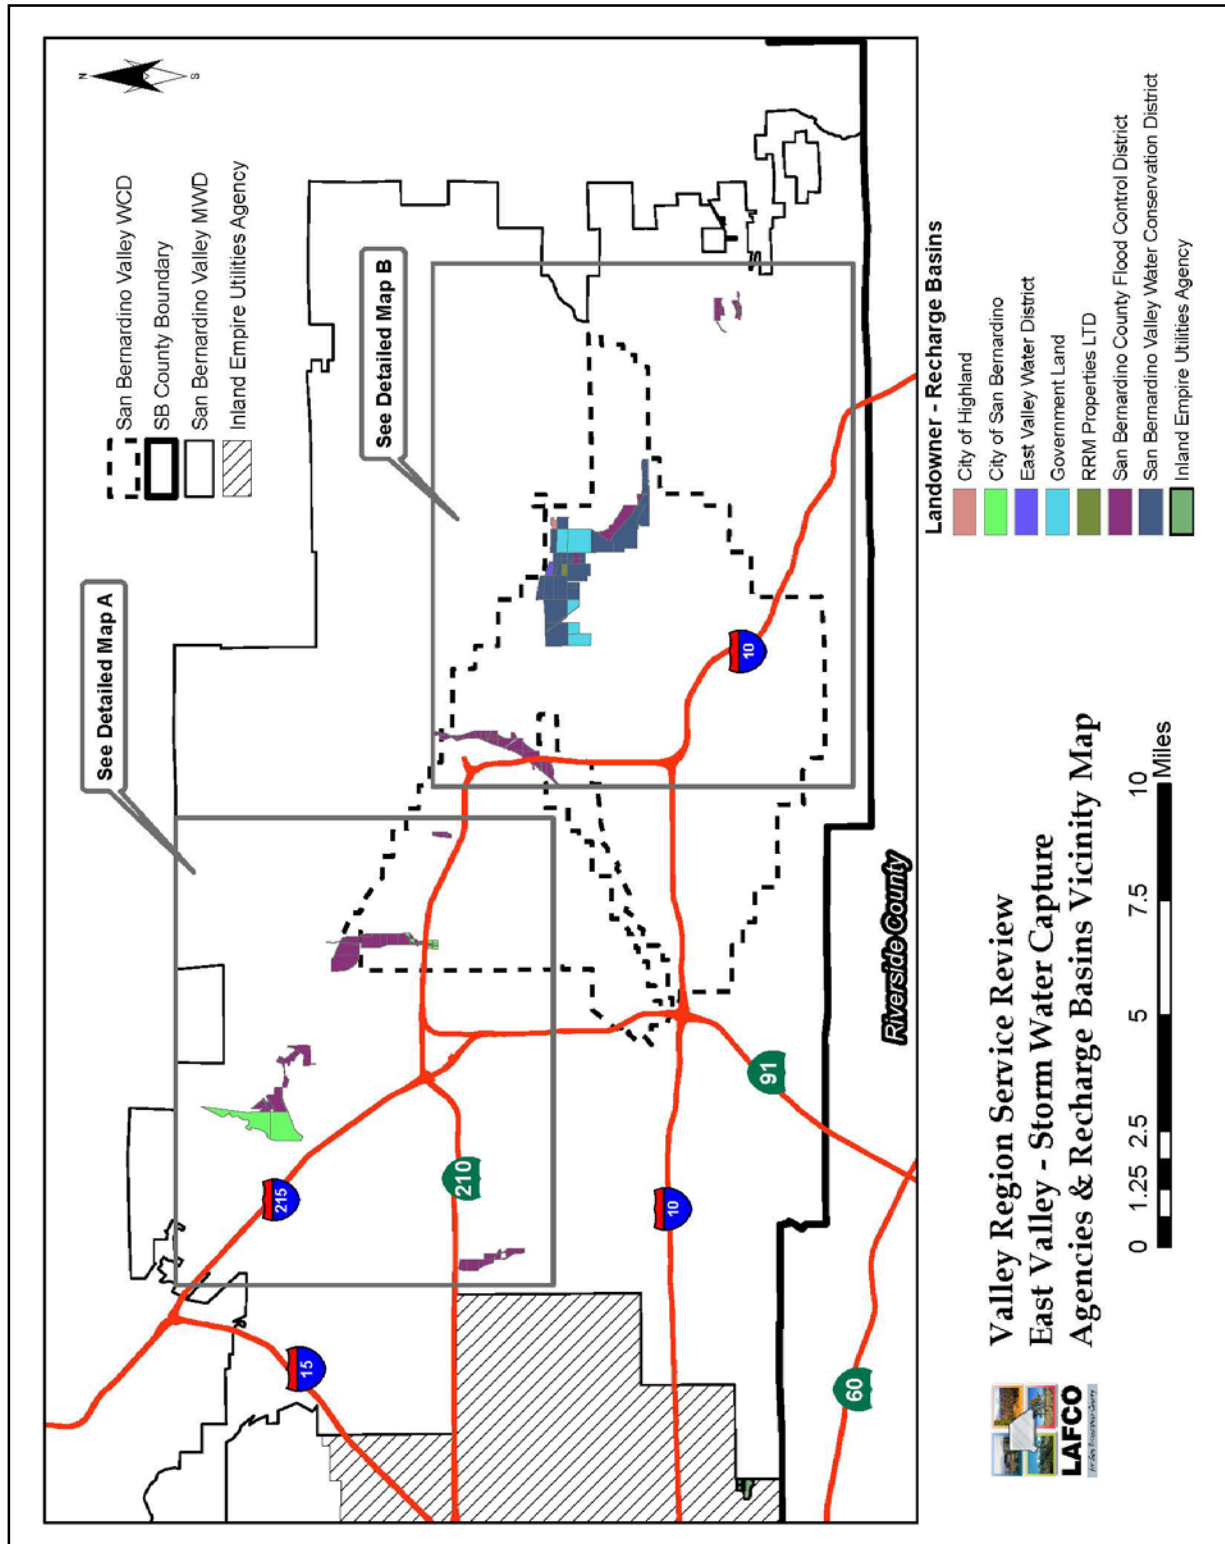 N
S
San Bernardino Valley WCD
SB County Boundary
San Bernardino Valley MWD
Inland Empire Utilities Agency
See Detailed Map A
See Detailed Map B
15
215
210
10
10
91
60
Riverside County
Landowner - Recharge Basins
City of Highland
City of San Bernardino
East Valley Water District
Government Land
RRM Properties LTD
San Bernardino County Flood Control District
San Bernardino Valley Water Conservation District
Inland Empire Utilities Agency
LAFCO
Valley Region Service Review
East Valley - Storm Water Capture
Agencies & Recharge Basins Vicinity Map
0 1.25 2.5 5 7.5 10
Miles